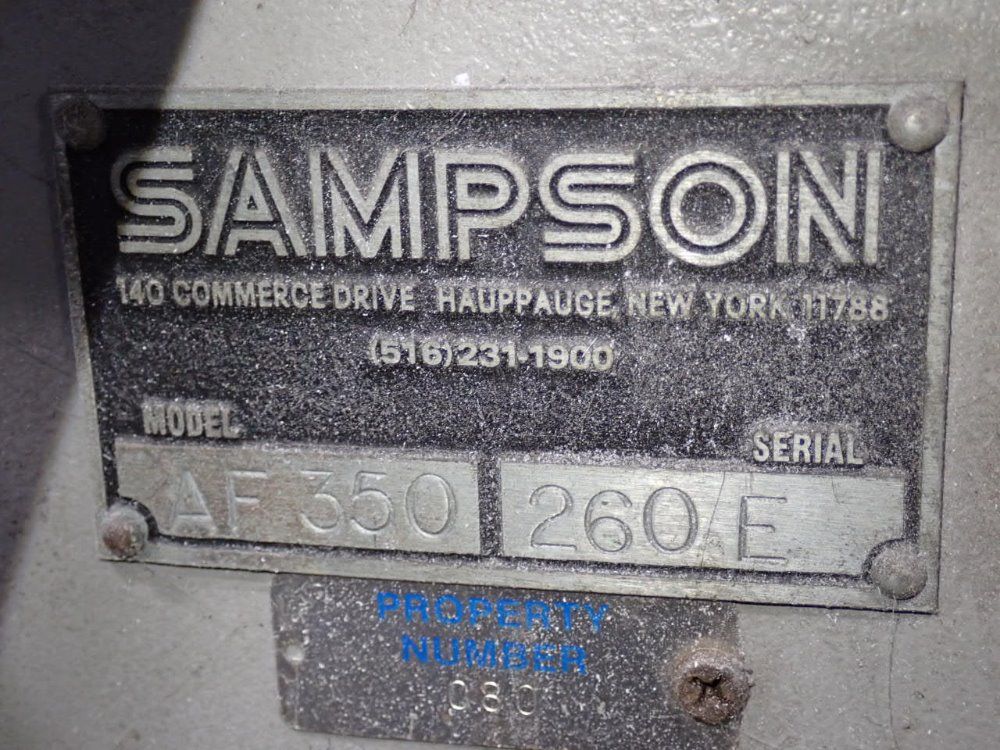 SAMPSON
140 COMMERCE DRIVE HAUPPAUGE, NEW YORK 11788
(516) 231-1900
MODEL SERIAL
AF 350 260 E
PROPERTY
NUMBER
080